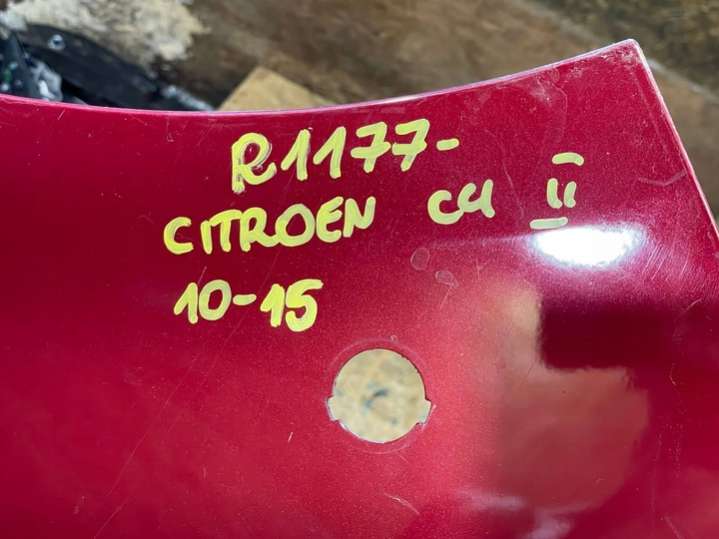 R1177-
CITROEN C4 II
10-15